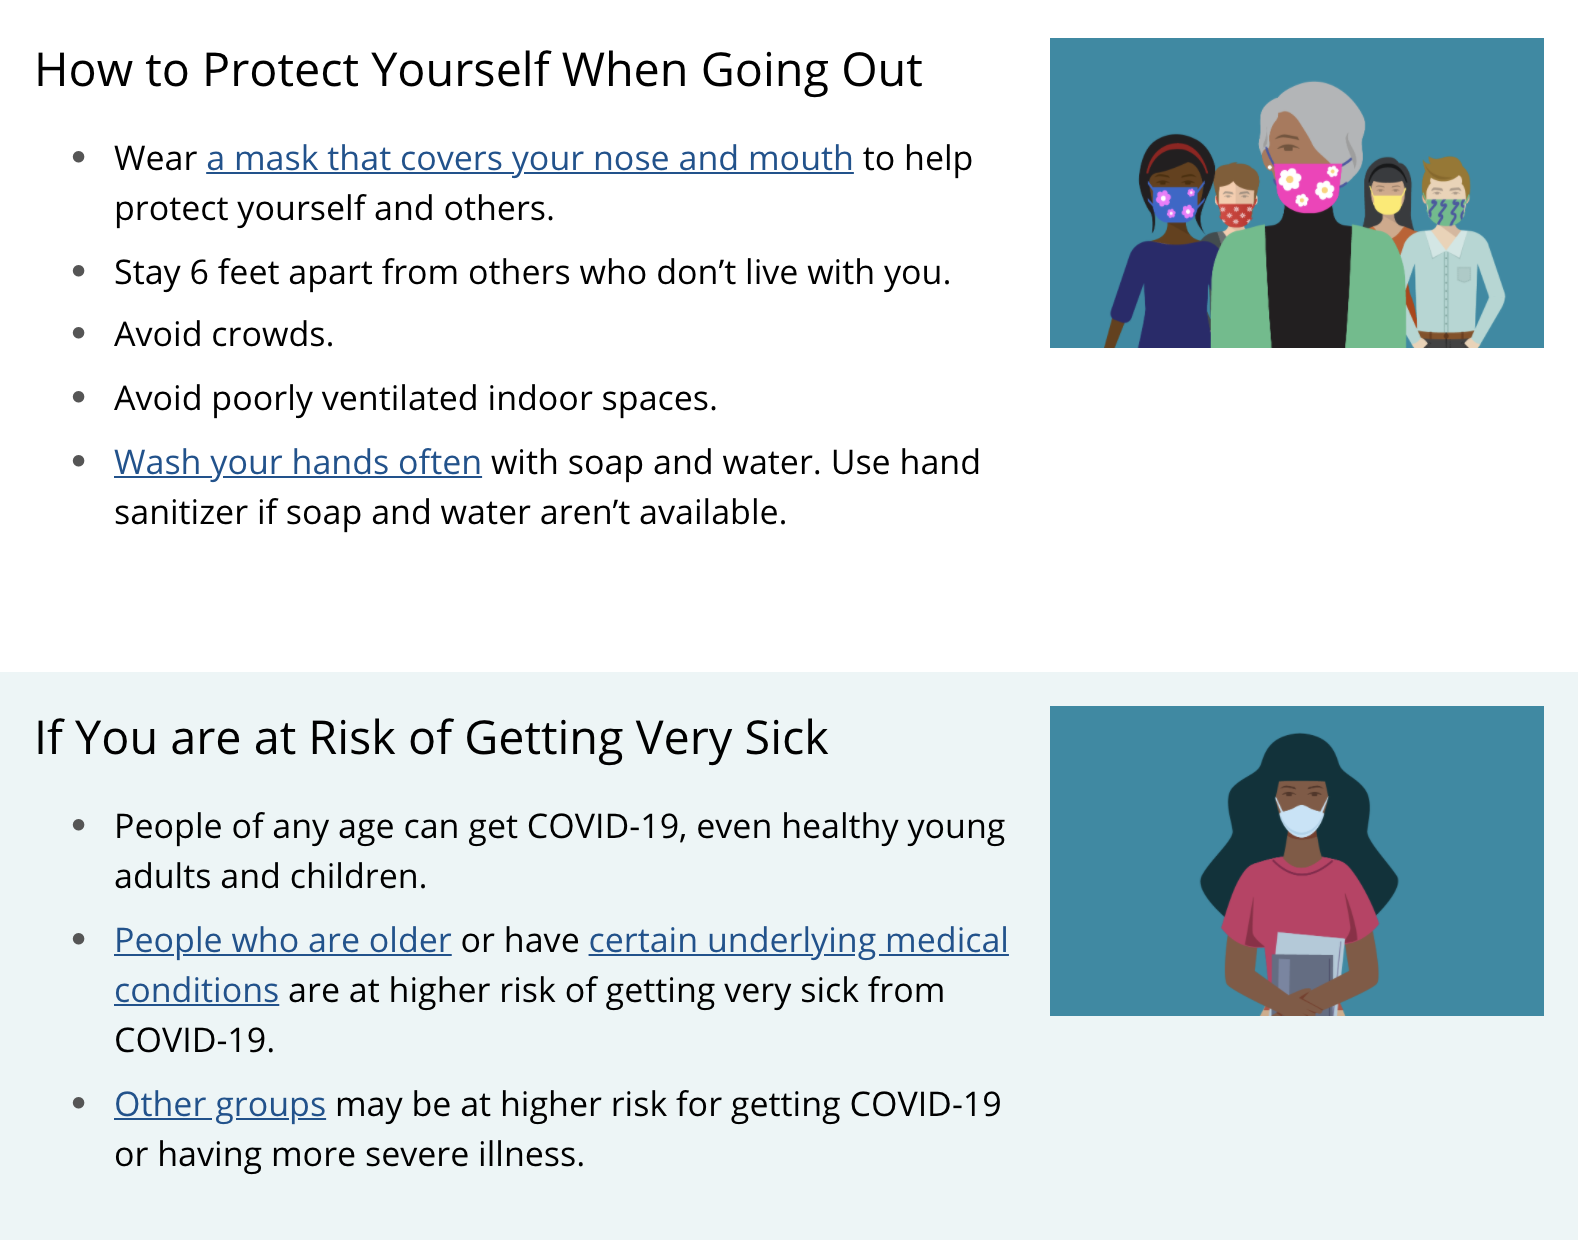 How to Protect Yourself When Going Out
Wear a mask that covers your nose and mouth to help
protect yourself and others.
Stay 6 feet apart from others who don’t live with you.
Avoid crowds.
Avoid poorly ventilated indoor spaces.
Wash your hands often with soap and water. Use hand
sanitizer if soap and water aren’t available.
If You are at Risk of Getting Very Sick
People of any age can get COVID-19, even healthy young
adults and children.
People who are older or have certain underlying medical
conditions are at higher risk of getting very sick from
COVID-19.
Other groups may be at higher risk for getting COVID-19
or having more severe illness.